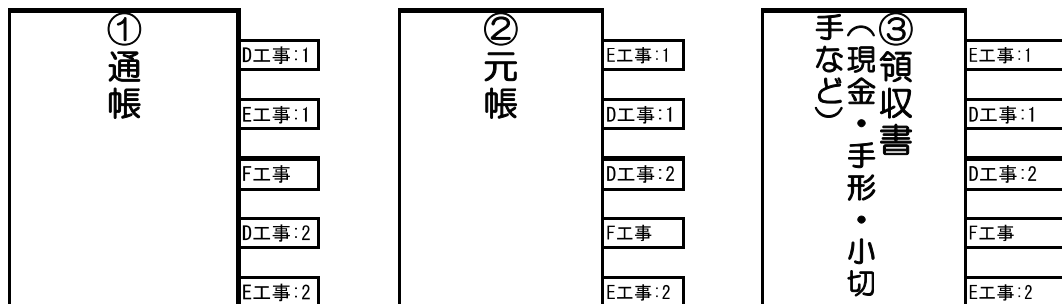 ①通帳
D工事:1
E工事:1
F工事
D工事:2
E工事:2
②元帳
E工事:1
D工事:1
D工事:2
F工事
E工事:2
③領収書
（現金・手形・小切
手など）
E工事:1
D工事:1
D工事:2
F工事
E工事:2